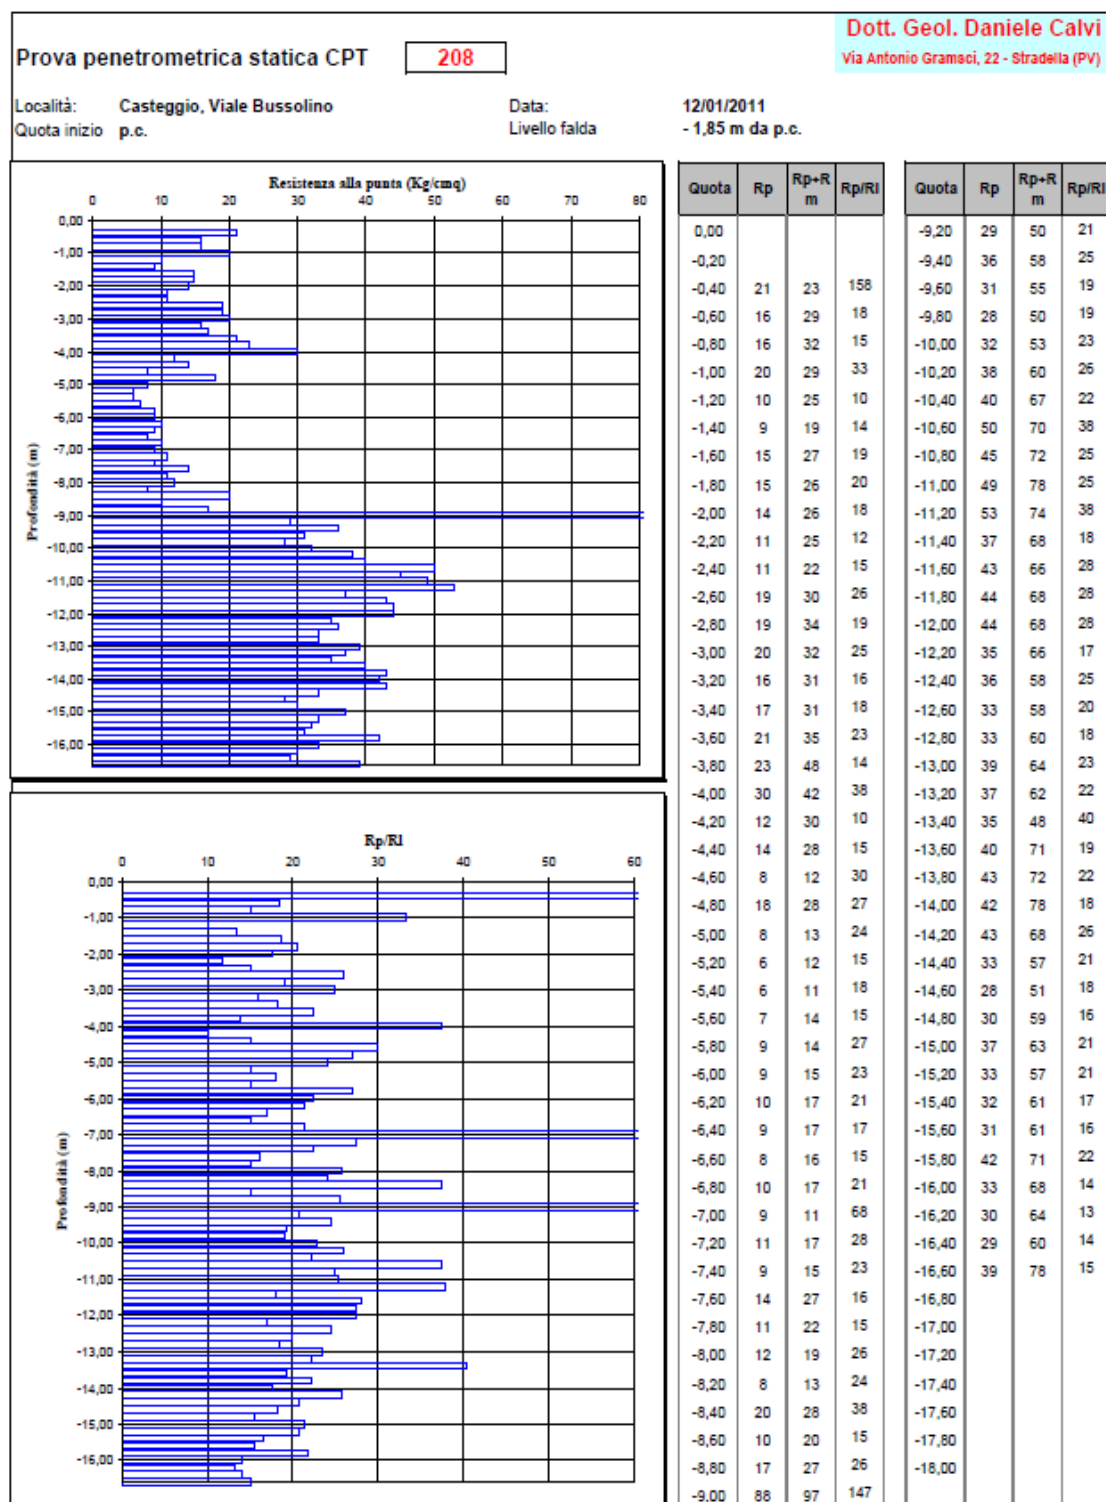 Dott. Geol. Daniele Calvi
Prova penetrometrica statica CPT 208
Via Antonio Gramsci, 22 - Stradella (PV)
Località: Casteggio, Viale Bussolino Data: 12/01/2011
Quota inizio p.c. Livello falda - 1,85 m da p.c.
Resistenza alla punta (Kg/cmq)
0 10 20 30 40 50 60 70 80
0,00
-1,00
-2,00
-3,00
-4,00
-5,00
-6,00
-7,00
-8,00
-9,00
-10,00
-11,00
-12,00
-13,00
-14,00
-15,00
-16,00
Profondità (m)
Rp/Rl
0 10 20 30 40 50 60
0,00
-1,00
-2,00
-3,00
-4,00
-5,00
-6,00
-7,00
-8,00
-9,00
-10,00
-11,00
-12,00
-13,00
-14,00
-15,00
-16,00
Profondità (m)
Quota Rp Rp+R m Rp/Rl
0,00
-0,20
-0,40 21 23 158
-0,60 16 29 18
-0,80 16 32 15
-1,00 20 29 33
-1,20 10 25 10
-1,40 9 19 14
-1,60 15 27 19
-1,80 15 26 20
-2,00 14 26 18
-2,20 11 25 12
-2,40 11 22 15
-2,60 19 30 26
-2,80 19 34 19
-3,00 20 32 25
-3,20 16 31 16
-3,40 17 31 18
-3,60 21 35 23
-3,80 23 48 14
-4,00 30 42 38
-4,20 12 30 10
-4,40 14 28 15
-4,60 8 12 30
-4,80 18 28 27
-5,00 8 13 24
-5,20 6 12 15
-5,40 6 11 18
-5,60 7 14 15
-5,80 9 14 27
-6,00 9 15 23
-6,20 10 17 21
-6,40 9 17 17
-6,60 8 16 15
-6,80 10 17 21
-7,00 9 11 68
-7,20 11 17 28
-7,40 9 15 23
-7,60 14 27 16
-7,80 11 22 15
-8,00 12 19 26
-8,20 8 13 24
-8,40 20 28 38
-8,60 10 20 15
-8,80 17 27 26
-9,00 88 97 147
Quota Rp Rp+R m Rp/Rl
-9,20 29 50 21
-9,40 36 58 25
-9,60 31 55 19
-9,80 28 50 19
-10,00 32 53 23
-10,20 38 60 26
-10,40 40 67 22
-10,60 50 70 38
-10,80 45 72 25
-11,00 49 78 25
-11,20 53 74 38
-11,40 37 68 18
-11,60 43 66 28
-11,80 44 68 28
-12,00 44 68 28
-12,20 35 66 17
-12,40 36 58 25
-12,60 33 58 20
-12,80 33 60 18
-13,00 39 64 23
-13,20 37 62 22
-13,40 35 48 40
-13,60 40 71 19
-13,80 43 72 22
-14,00 42 78 18
-14,20 43 68 26
-14,40 33 57 21
-14,60 28 51 18
-14,80 30 59 16
-15,00 37 63 21
-15,20 33 57 21
-15,40 32 61 17
-15,60 31 61 16
-15,80 42 71 22
-16,00 33 68 14
-16,20 30 64 13
-16,40 29 60 14
-16,60 39 78 15
-16,80
-17,00
-17,20
-17,40
-17,60
-17,80
-18,00